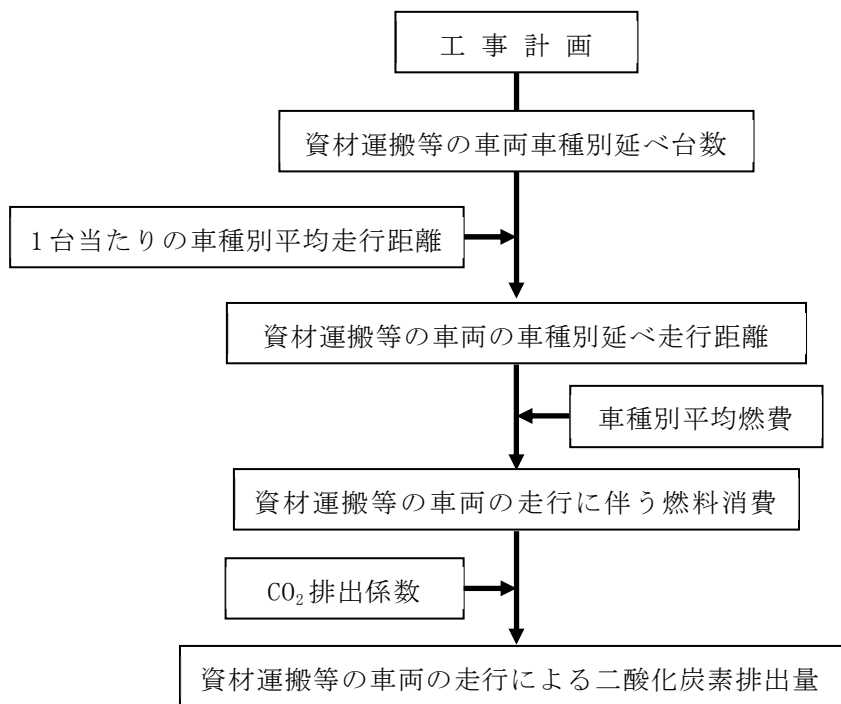 工 事 計 画
資材運搬等の車両車種別延べ台数
1台当たりの車種別平均走行距離
資材運搬等の車両の車種別延べ走行距離
車種別平均燃費
資材運搬等の車両の走行に伴う燃料消費
CO₂排出係数
資材運搬等の車両の走行による二酸化炭素排出量